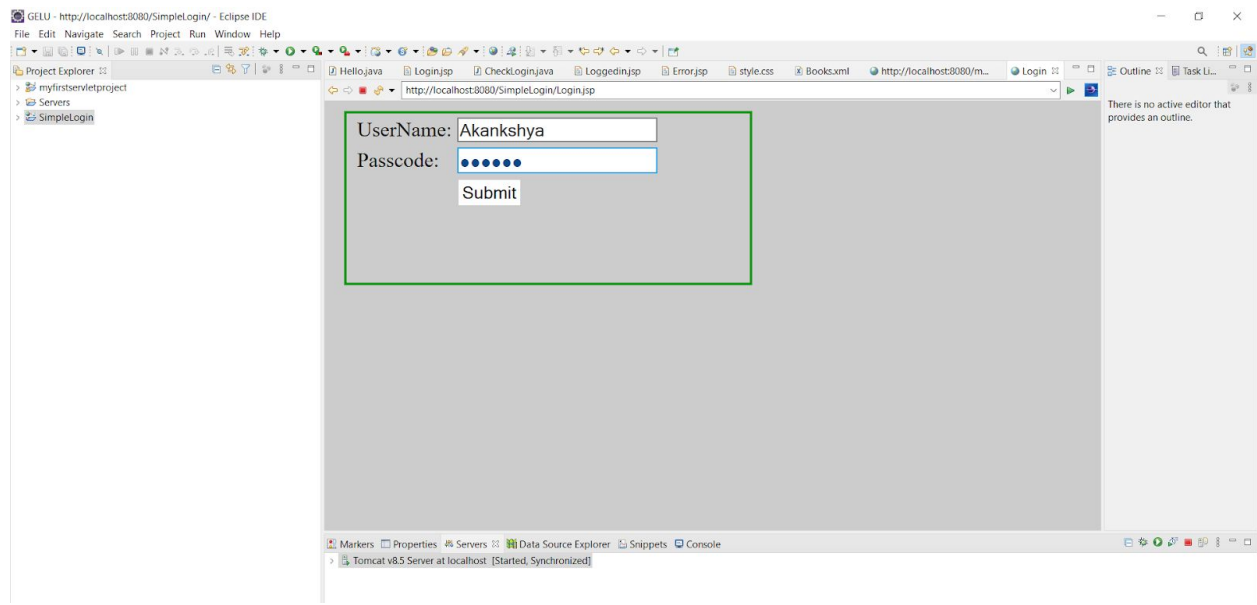 GELU - http://localhost:8080/SimpleLogin/ - Eclipse IDE
File Edit Navigate Search Project Run Window Help
Project Explorer
myfirstservletproject
Servers
SimpleLogin
Hello.java Login.jsp CheckLogin.java Loggedin.jsp Error.jsp style.css Books.xml http://localhost:8080/m... Login
http://localhost:8080/SimpleLogin/Login.jsp
UserName: Akankshya
Passcode: ●●●●●●
Submit
Outline Task Li...
There is no active editor that
provides an outline.
Markers Properties Servers Data Source Explorer Snippets Console
Tomcat v8.5 Server at localhost [Started, Synchronized]